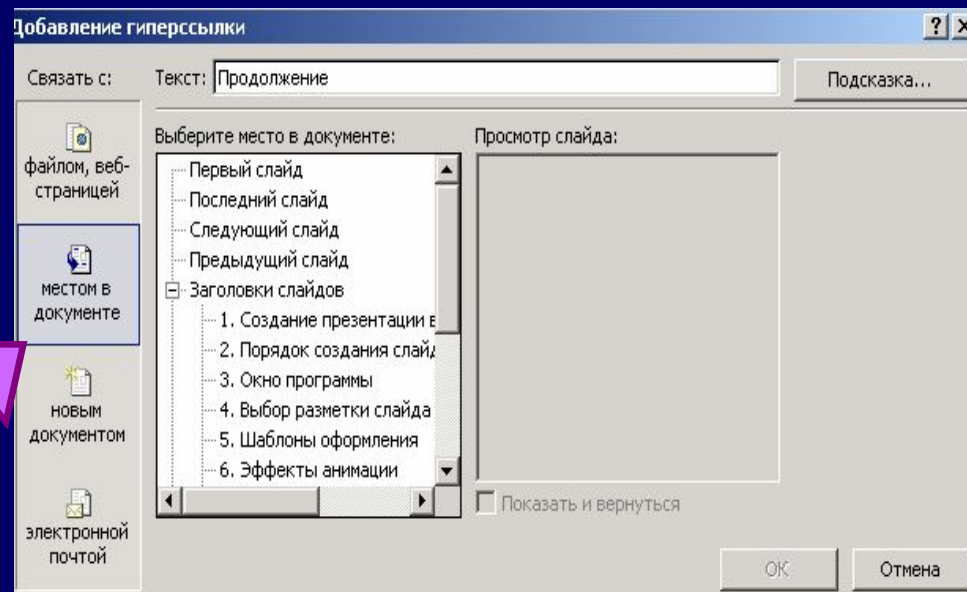 Добавление гиперссылки
Связать с:
Текст: Продолжение
Подсказка...
файлом, веб-
страницей
местом в
документе
новым
документом
электронной
почтой
Выберите место в документе:
Первый слайд
Последний слайд
Следующий слайд
Предыдущий слайд
Заголовки слайдов
1. Создание презентации в
2. Порядок создания слайд
3. Окно программы
4. Выбор разметки слайда
5. Шаблоны оформления
6. Эффекты анимации
Просмотр слайда:
Показать и вернуться
ОК
Отмена